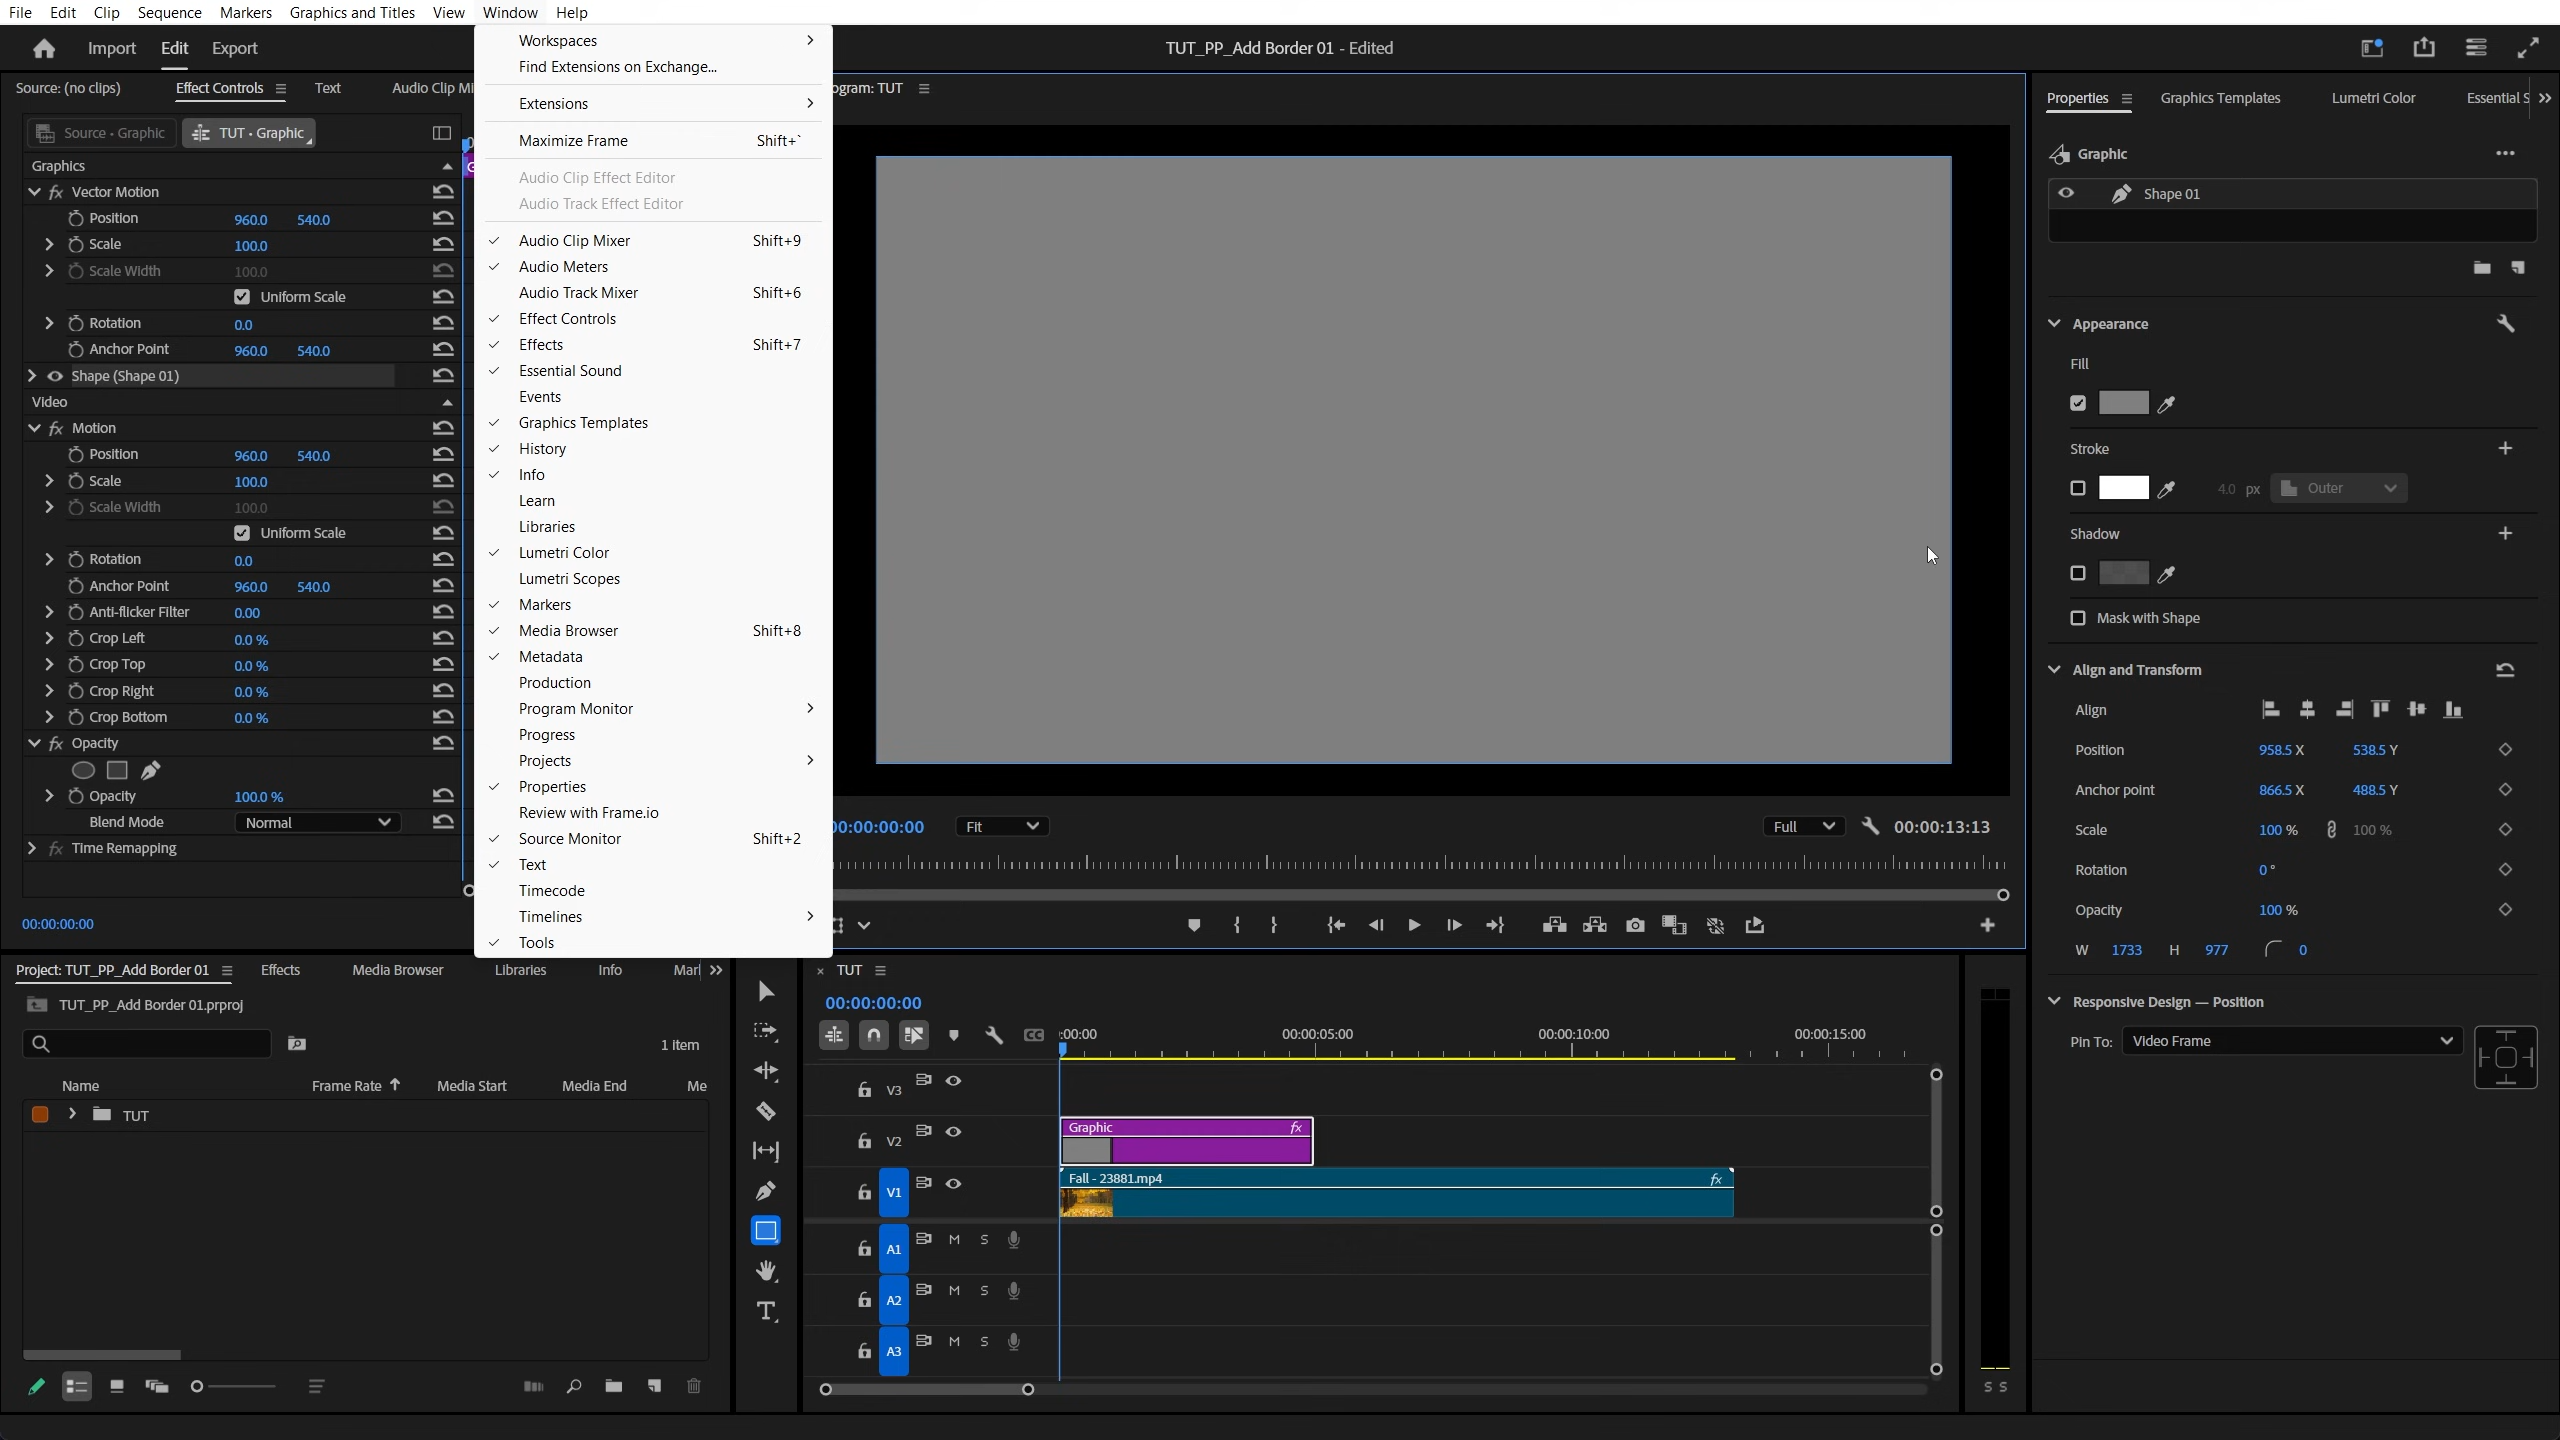 File Edit Clip Sequence Markers Graphics and Titles View Window Help
Import Edit Export
TUT_PP_Add Border 01 - Edited
Source: (no clips) Effect Controls Text Audio Clip Mi
Source • Graphic TUT • Graphic
Graphics
fx Vector Motion
Position 960.0 540.0
Scale 100.0
Scale Width 100.0
Uniform Scale
Rotation 0.0
Anchor Point 960.0 540.0
Shape (Shape 01)
Video
fx Motion
Position 960.0 540.0
Scale 100.0
Scale Width 100.0
Uniform Scale
Rotation 0.0
Anchor Point 960.0 540.0
Anti-flicker Filter 0.00
Crop Left 0.0 %
Crop Top 0.0 %
Crop Right 0.0 %
Crop Bottom 0.0 %
fx Opacity
Opacity 100.0 %
Blend Mode Normal
fx Time Remapping
00:00:00:00
Workspaces
Find Extensions on Exchange...
Extensions
Maximize Frame Shift+`
Audio Clip Effect Editor
Audio Track Effect Editor
Audio Clip Mixer Shift+9
Audio Meters
Audio Track Mixer Shift+6
Effect Controls
Effects Shift+7
Essential Sound
Events
Graphics Templates
History
Info
Learn
Libraries
Lumetri Color
Lumetri Scopes
Markers
Media Browser Shift+8
Metadata
Production
Program Monitor
Progress
Projects
Properties
Review with Frame.io
Source Monitor Shift+2
Text
Timecode
Timelines
Tools
ogram: TUT
00:00:00:00 Fit Full 00:00:13:13
Properties Graphics Templates Lumetri Color Essential S
Graphic
Shape 01
Appearance
Fill
Stroke
4.0 px Outer
Shadow
Mask with Shape
Align and Transform
Align
Position 958.5 X 538.5 Y
Anchor point 866.5 X 488.5 Y
Scale 100 % 100 %
Rotation 0 °
Opacity 100 %
W 1733 H 977 0
Responsive Design — Position
Pin To: Video Frame
Project: TUT_PP_Add Border 01 Effects Media Browser Libraries Info Marl
TUT_PP_Add Border 01.prproj
1 item
Name Frame Rate Media Start Media End Me
TUT
× TUT
00:00:00:00
CC :00:00 00:00:05:00 00:00:10:00 00:00:15:00
V3
V2 Graphic fx
V1 Fall - 23881.mp4 fx
A1 M S
A2 M S
A3 M S
S S